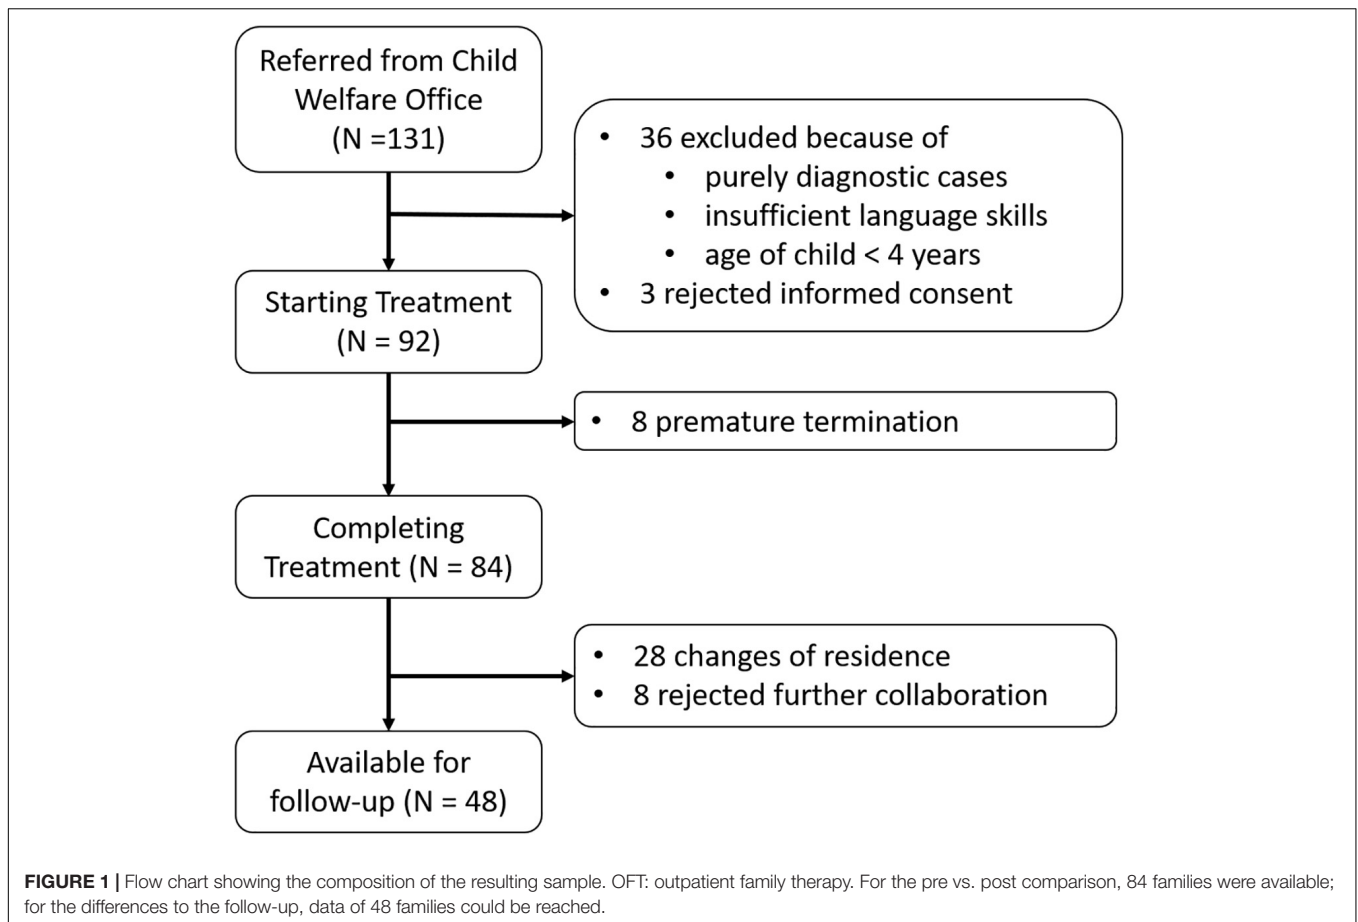 Referred from Child
Welfare Office
(N =131)
• 36 excluded because of
• purely diagnostic cases
• insufficient language skills
• age of child < 4 years
• 3 rejected informed consent
Starting Treatment
(N = 92)
• 8 premature termination
Completing
Treatment (N = 84)
• 28 changes of residence
• 8 rejected further collaboration
Available for
follow-up (N = 48)
FIGURE 1 | Flow chart showing the composition of the resulting sample. OFT: outpatient family therapy. For the pre vs. post comparison, 84 families were available;
for the differences to the follow-up, data of 48 families could be reached.